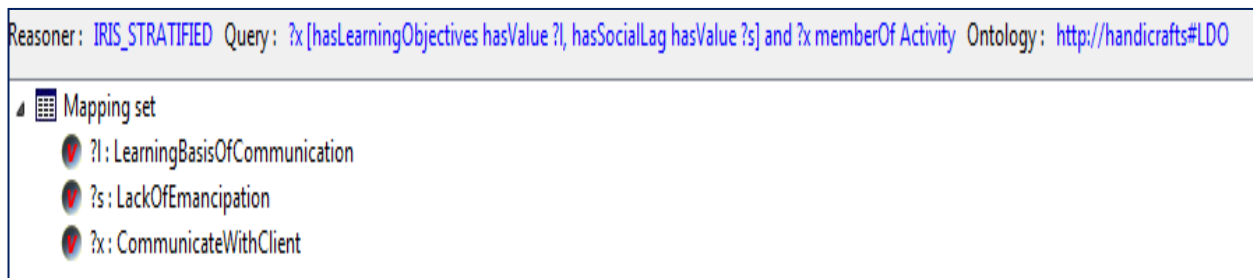 Reasoner: IRIS_STRATIFIED Query: ?x [hasLearningObjectives hasValue ?l, hasSocialLag hasValue ?s] and ?x memberOf Activity Ontology: http://handicrafts#LDO
Mapping set
?l : LearningBasisOfCommunication
?s : LackOfEmancipation
?x : CommunicateWithClient